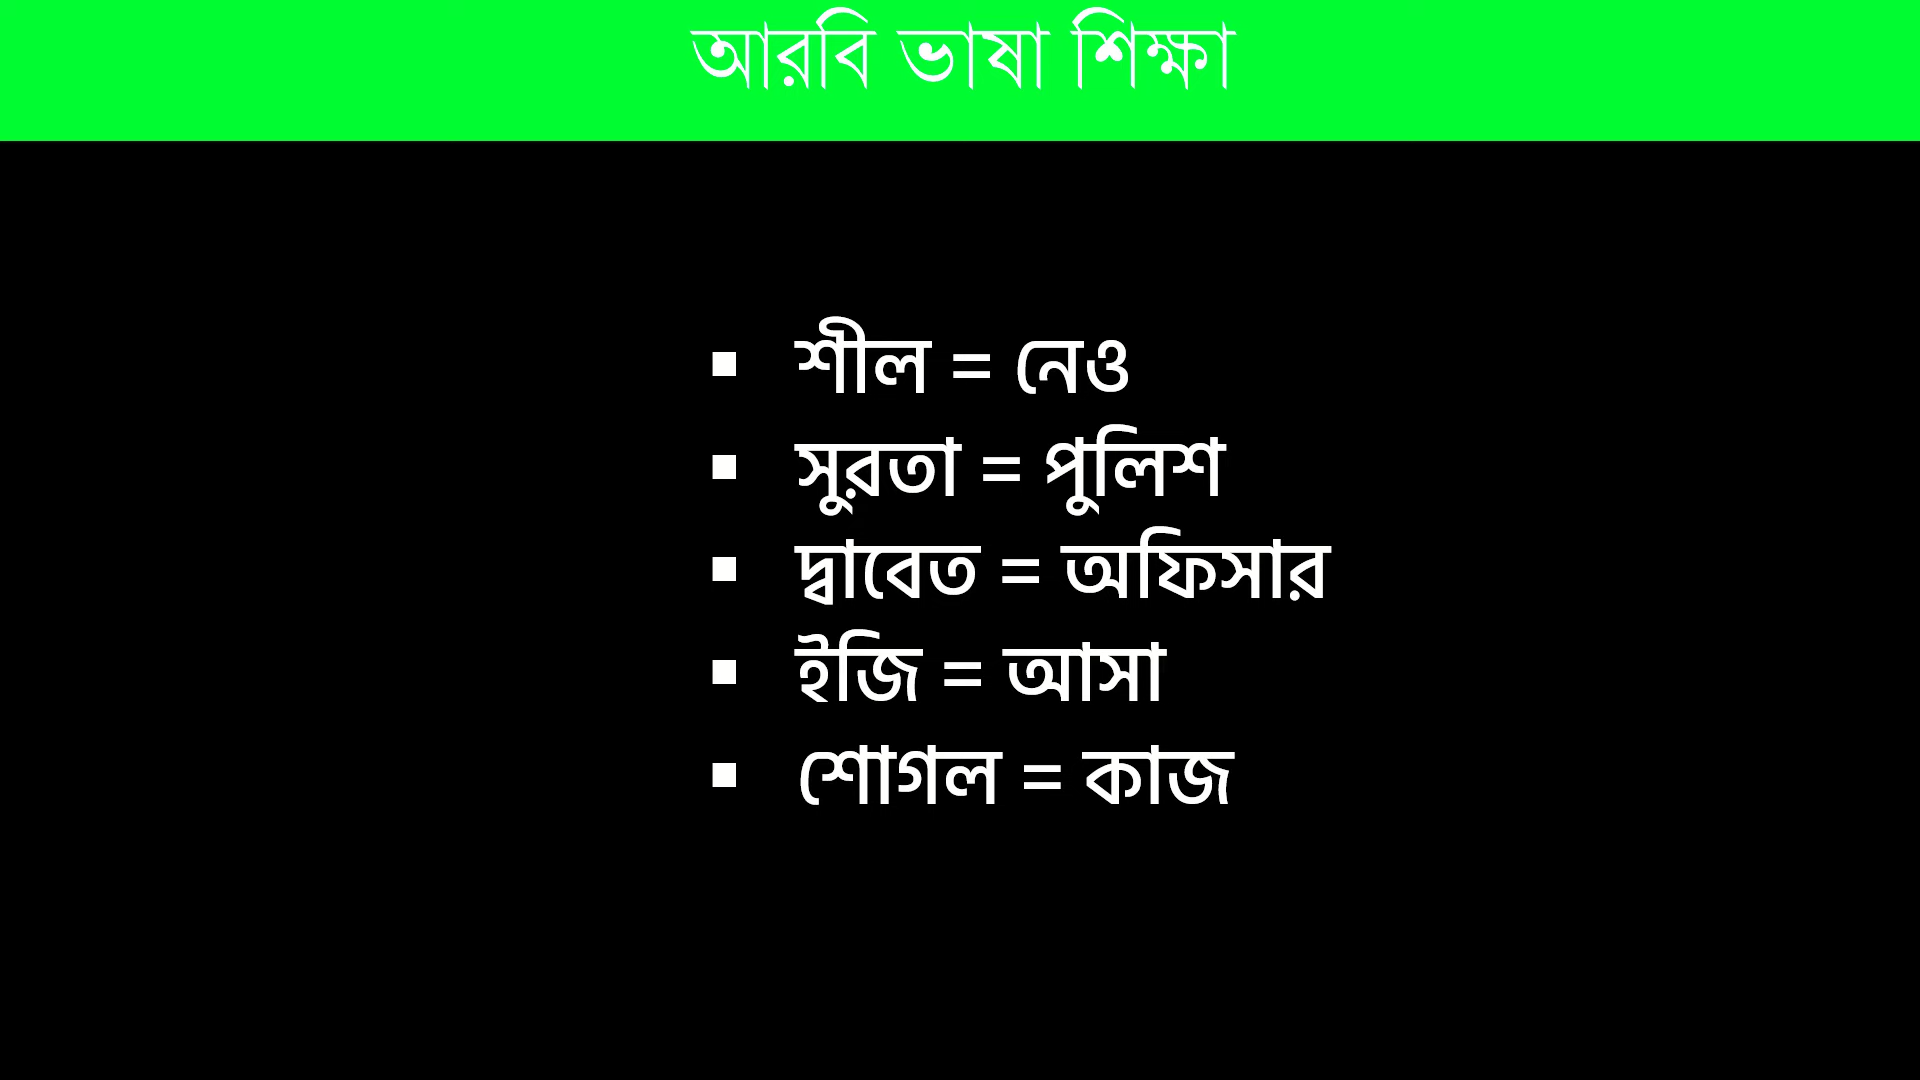 আরবি ভাষা শিক্ষা
▪ শীল = নেও
▪ সুরতা = পুলিশ
▪ দ্বাবেত = অফিসার
▪ ইজি = আসা
▪ শোগল = কাজ